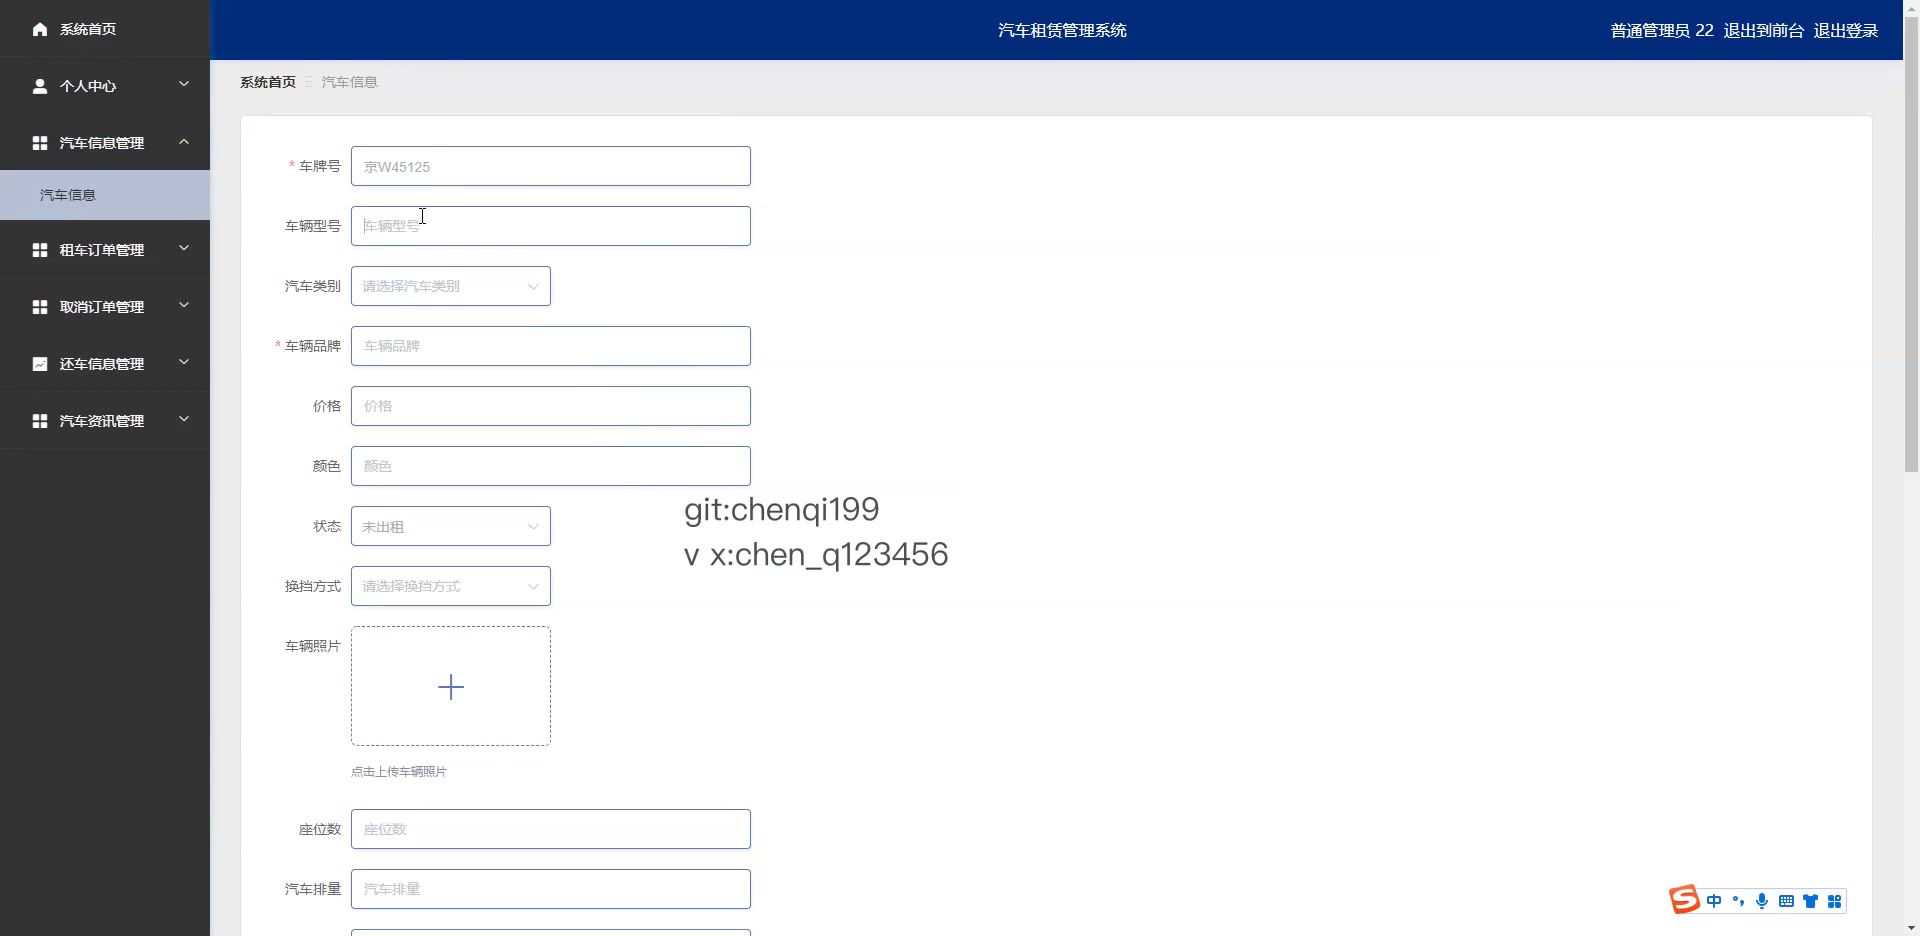 系统首页
汽车租赁管理系统
普通管理员 22 退出到前台 退出登录
个人中心
系统首页 汽车信息
汽车信息管理
汽车信息
租车订单管理
取消订单管理
还车信息管理
汽车资讯管理
* 车牌号 京W45125
车辆型号 车辆型号
汽车类别 请选择汽车类别
* 车辆品牌 车辆品牌
价格 价格
颜色 颜色
git:chenqi199
状态 未出租
v x:chen_q123456
换挡方式 请选择换挡方式
车辆照片
点击上传车辆照片
座位数 座位数
汽车排量 汽车排量
S 中